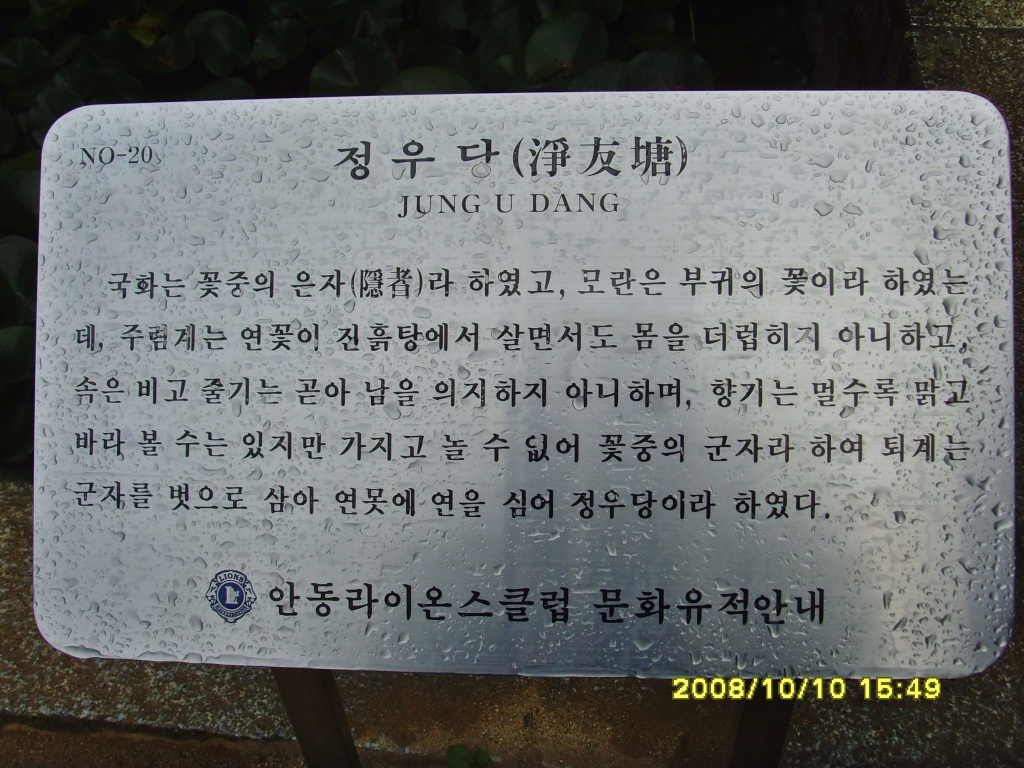 NO-20
정우당(淨友塘)
JUNG U DANG
국화는 꽃중의 은자(隱者)라 하였고, 모란은 부귀의 꽃이라 하였는
데, 주렴계는 연꽃이 진흙탕에서 살면서도 몸을 더럽히지 아니하고,
속은 비고 줄기는 곧아 남을 의지하지 아니하며, 향기는 멀수록 맑고
바라 볼 수는 있지만 가지고 놀 수 없어 꽃중의 군자라 하여 퇴계는
군자를 벗으로 삼아 연못에 연을 심어 정우당이라 하였다.
LIONS
L
안동라이온스클럽 문화유적안내
2008/10/10 15:49